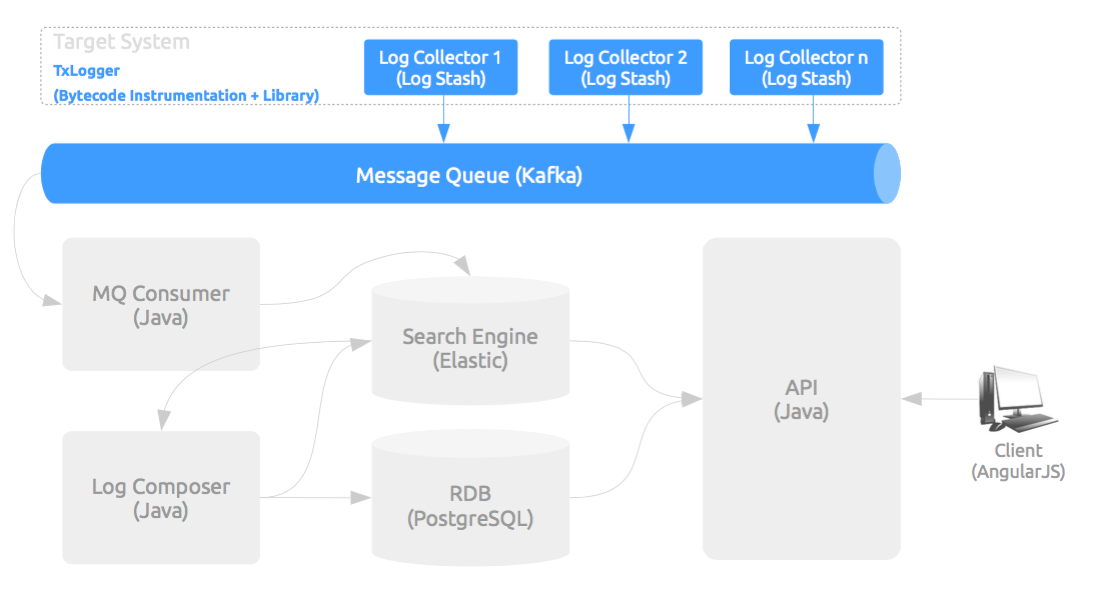 Target System
TxLogger
(Bytecode Instrumentation + Library)
Log Collector 1
(Log Stash)
Log Collector 2
(Log Stash)
Log Collector n
(Log Stash)
Message Queue (Kafka)
MQ Consumer
(Java)
Search Engine
(Elastic)
API
(Java)
Client
(AngularJS)
Log Composer
(Java)
RDB
(PostgreSQL)